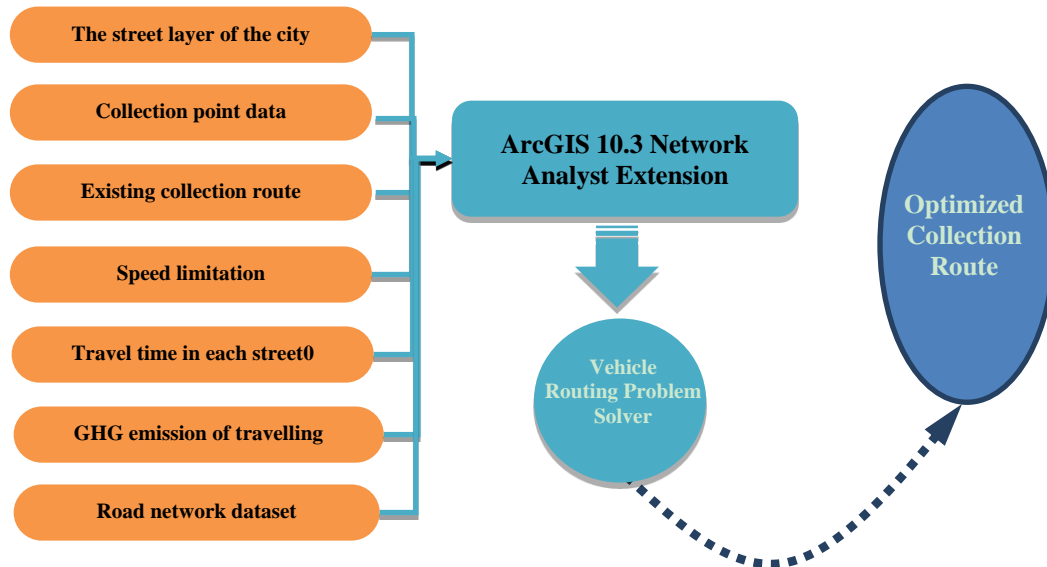 The street layer of the city
Collection point data
Existing collection route
Speed limitation
Travel time in each street0
GHG emission of travelling
Road network dataset
ArcGIS 10.3 Network
Analyst Extension
Vehicle
Routing Problem
Solver
Optimized
Collection
Route